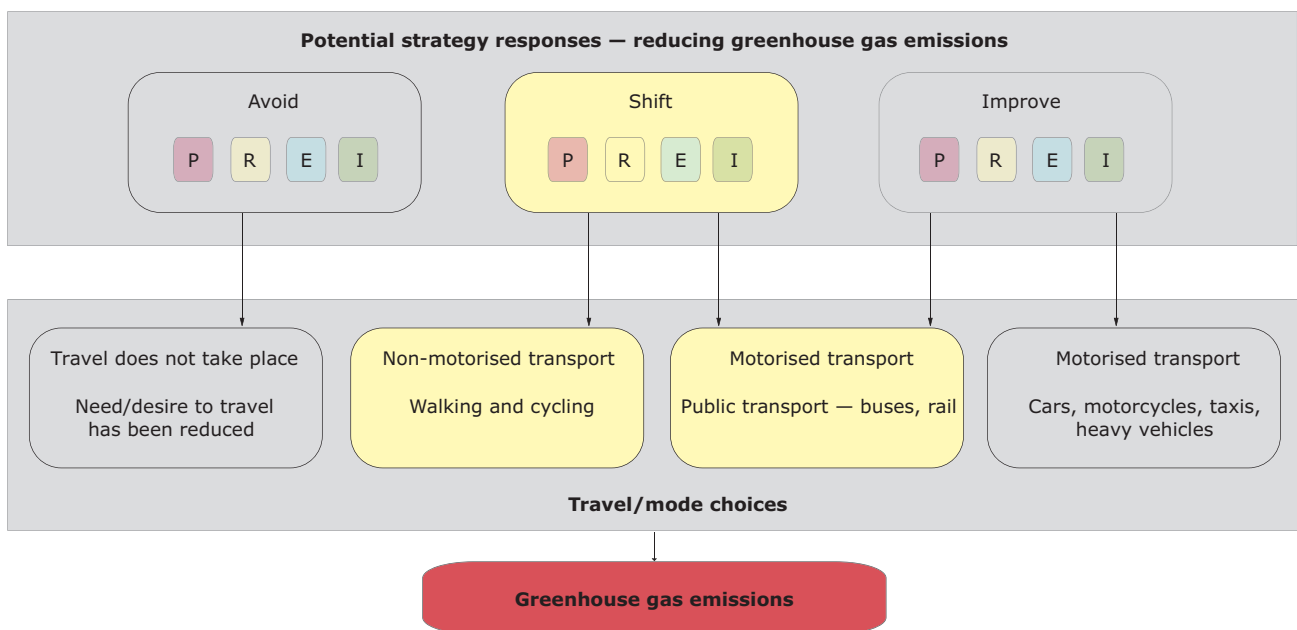 Potential strategy responses — reducing greenhouse gas emissions
Avoid
P R E I
Shift
P R E I
Improve
P R E I
Travel does not take place
Need/desire to travel
has been reduced
Non-motorised transport
Walking and cycling
Motorised transport
Public transport — buses, rail
Motorised transport
Cars, motorcycles, taxis,
heavy vehicles
Travel/mode choices
Greenhouse gas emissions